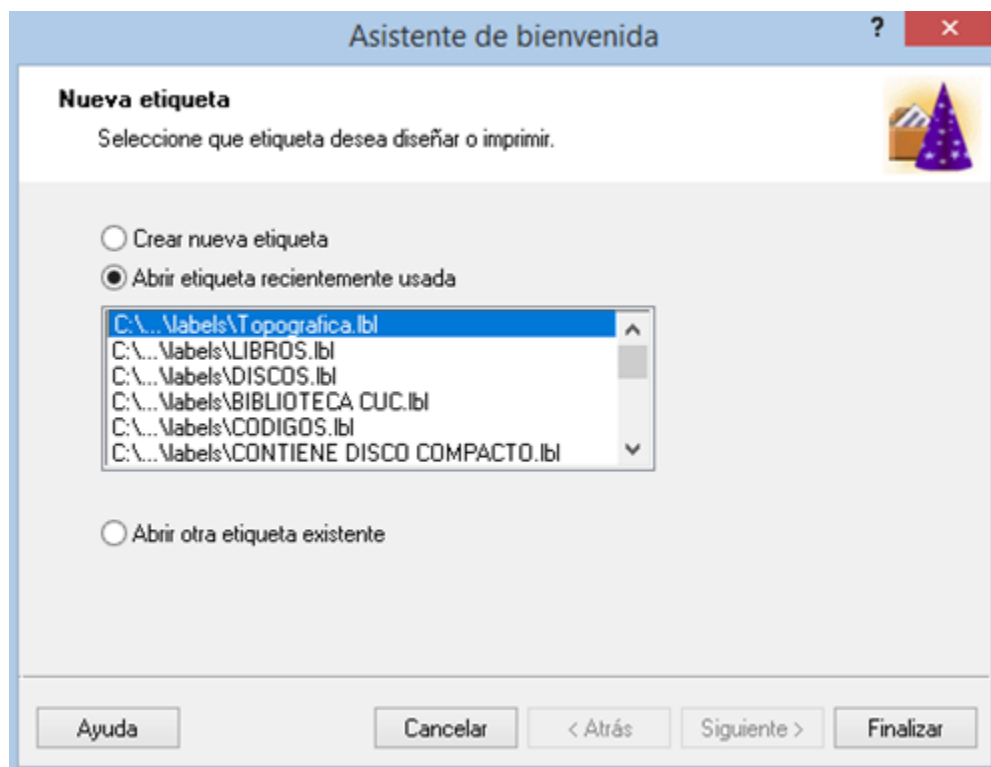 Asistente de bienvenida
?
Nueva etiqueta
Seleccione que etiqueta desea diseñar o imprimir.
Crear nueva etiqueta
Abrir etiqueta recientemente usada
C:\...\labels\Topografica.lbl
C:\...\labels\LIBROS.lbl
C:\...\labels\DISCOS.lbl
C:\...\labels\BIBLIOTECA CUC.lbl
C:\...\labels\CODIGOS.lbl
C:\...\labels\CONTIENE DISCO COMPACTO.lbl
Abrir otra etiqueta existente
Ayuda Cancelar < Atrás Siguiente > Finalizar